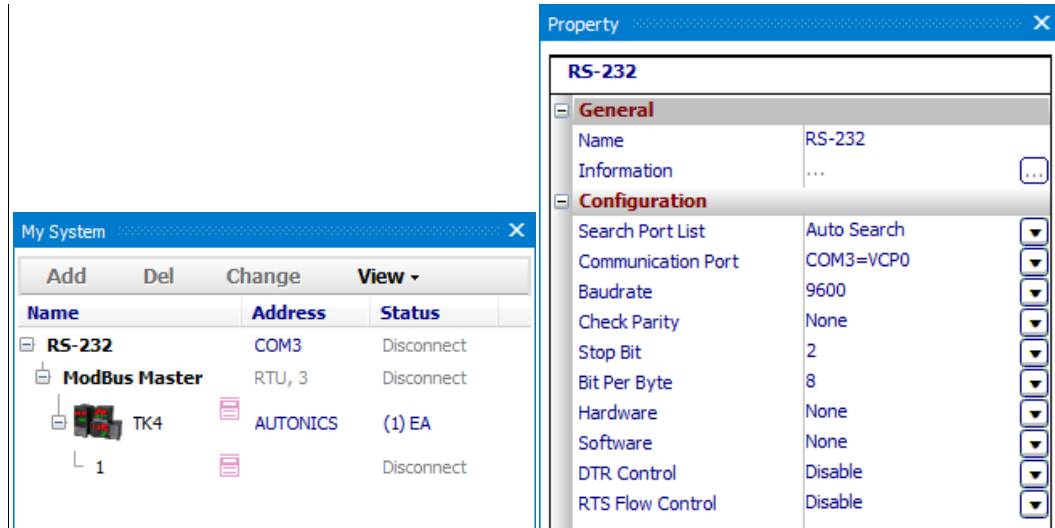 My System
Add Del Change View
Name Address Status
RS-232 COM3 Disconnect
ModBus Master RTU, 3 Disconnect
TK4 AUTONICS (1) EA
1 Disconnect
Property
RS-232
General
Name RS-232
Information ... ...
Configuration
Search Port List Auto Search
Communication Port COM3=VCP0
Baudrate 9600
Check Parity None
Stop Bit 2
Bit Per Byte 8
Hardware None
Software None
DTR Control Disable
RTS Flow Control Disable